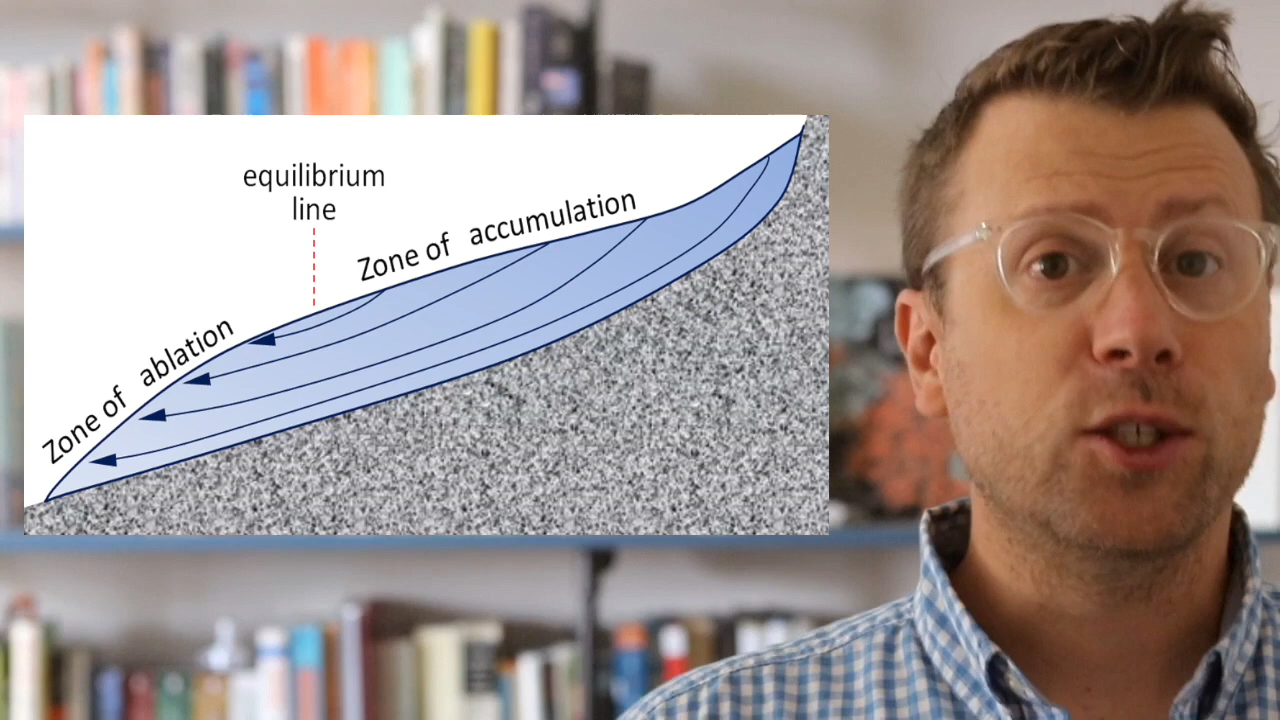 equilibrium
line
Zone of accumulation
Zone of ablation